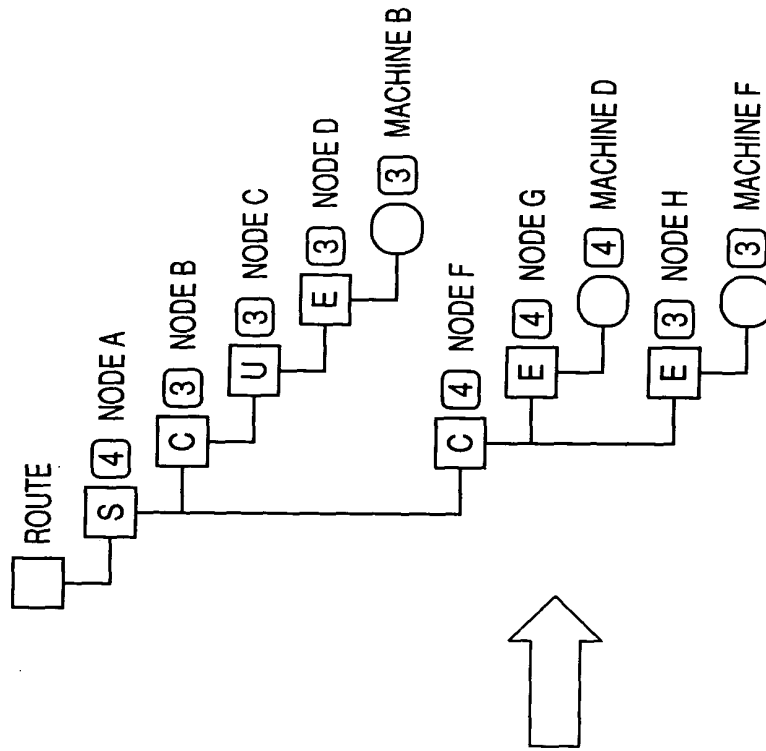 ROUTE
S 4 NODE A
C 3 NODE B
U 3 NODE C
E 3 NODE D
3 MACHINE B
C 4 NODE F
E 4 NODE G
4 MACHINE D
E 3 NODE H
3 MACHINE F